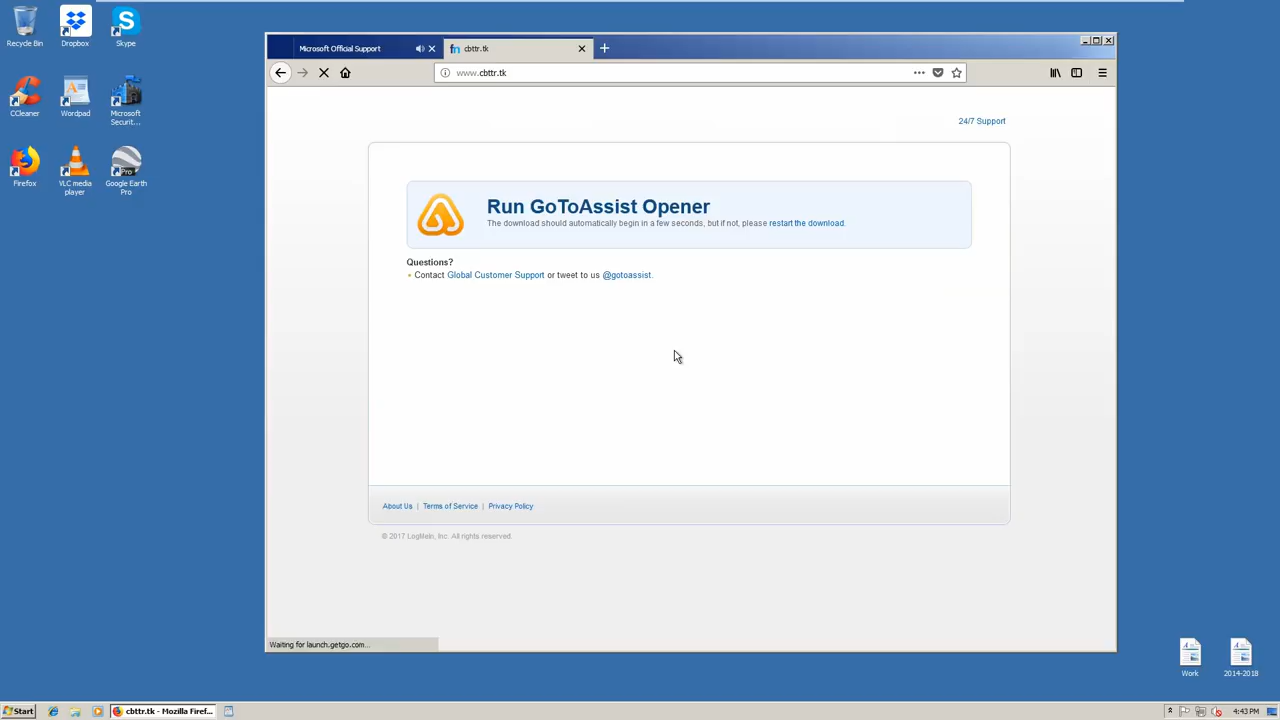 Recycle Bin
Dropbox
Skype
CCleaner
Wordpad
Microsoft
Securit...
Firefox
VLC media
player
Pro
Google Earth
Pro
Microsoft Official Support
fn cbttr.tk
www.cbttr.tk
24/7 Support
Run GoToAssist Opener
The download should automatically begin in a few seconds, but if not, please restart the download.
Questions?
Contact Global Customer Support or tweet to us @gotoassist.
About Us | Terms of Service | Privacy Policy
© 2017 LogMeIn, Inc. All rights reserved.
Waiting for launch.getgo.com...
Work
2014-2018
Start
cbttr.tk - Mozilla Firef...
4:43 PM